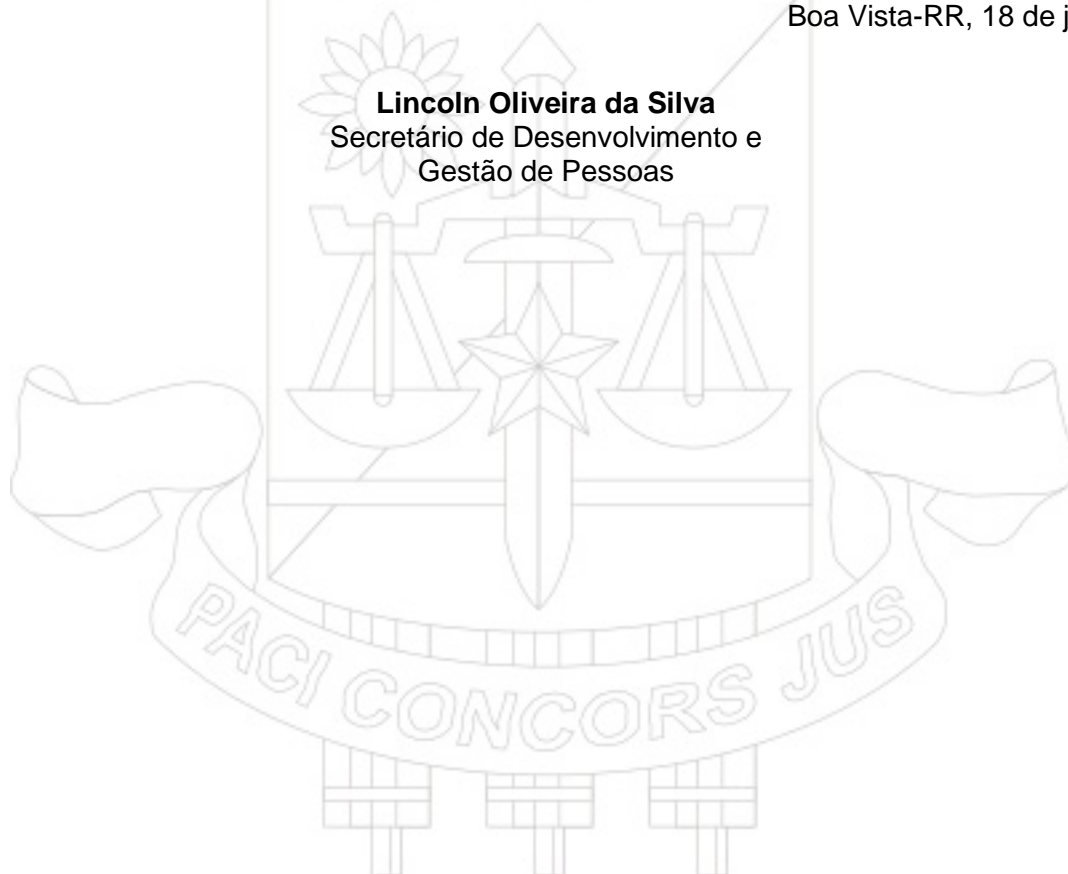 Boa Vista-RR, 18 de j
Lincoln Oliveira da Silva
Secretário de Desenvolvimento e
Gestão de Pessoas
PACI CONCORS JUS